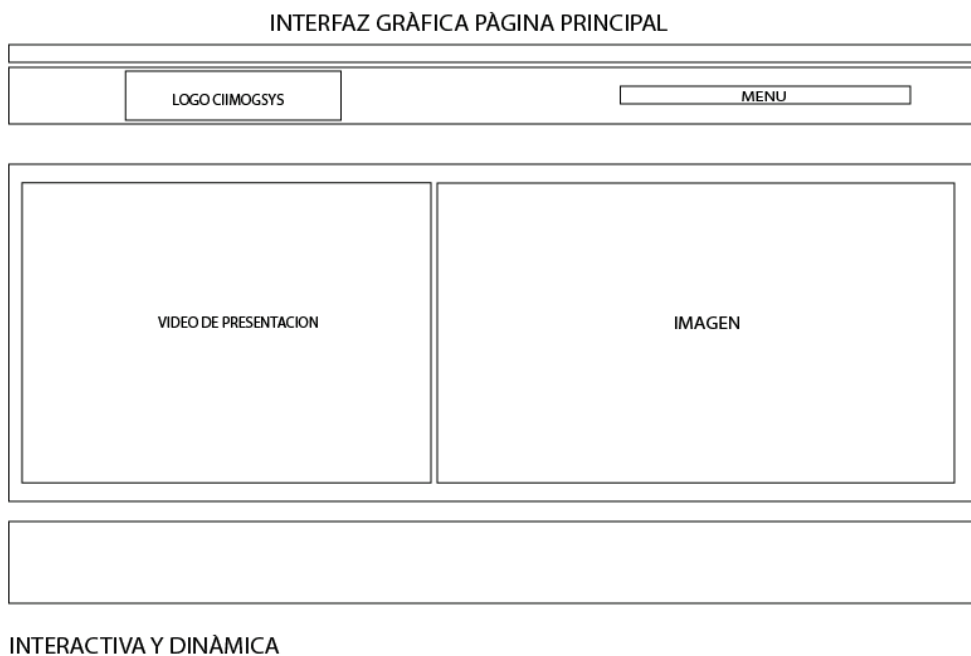 INTERFAZ GRÀFICA PÀGINA PRINCIPAL
LOGO CIIMOGSYS
MENU
VIDEO DE PRESENTACION
IMAGEN
INTERACTIVA Y DINÀMICA